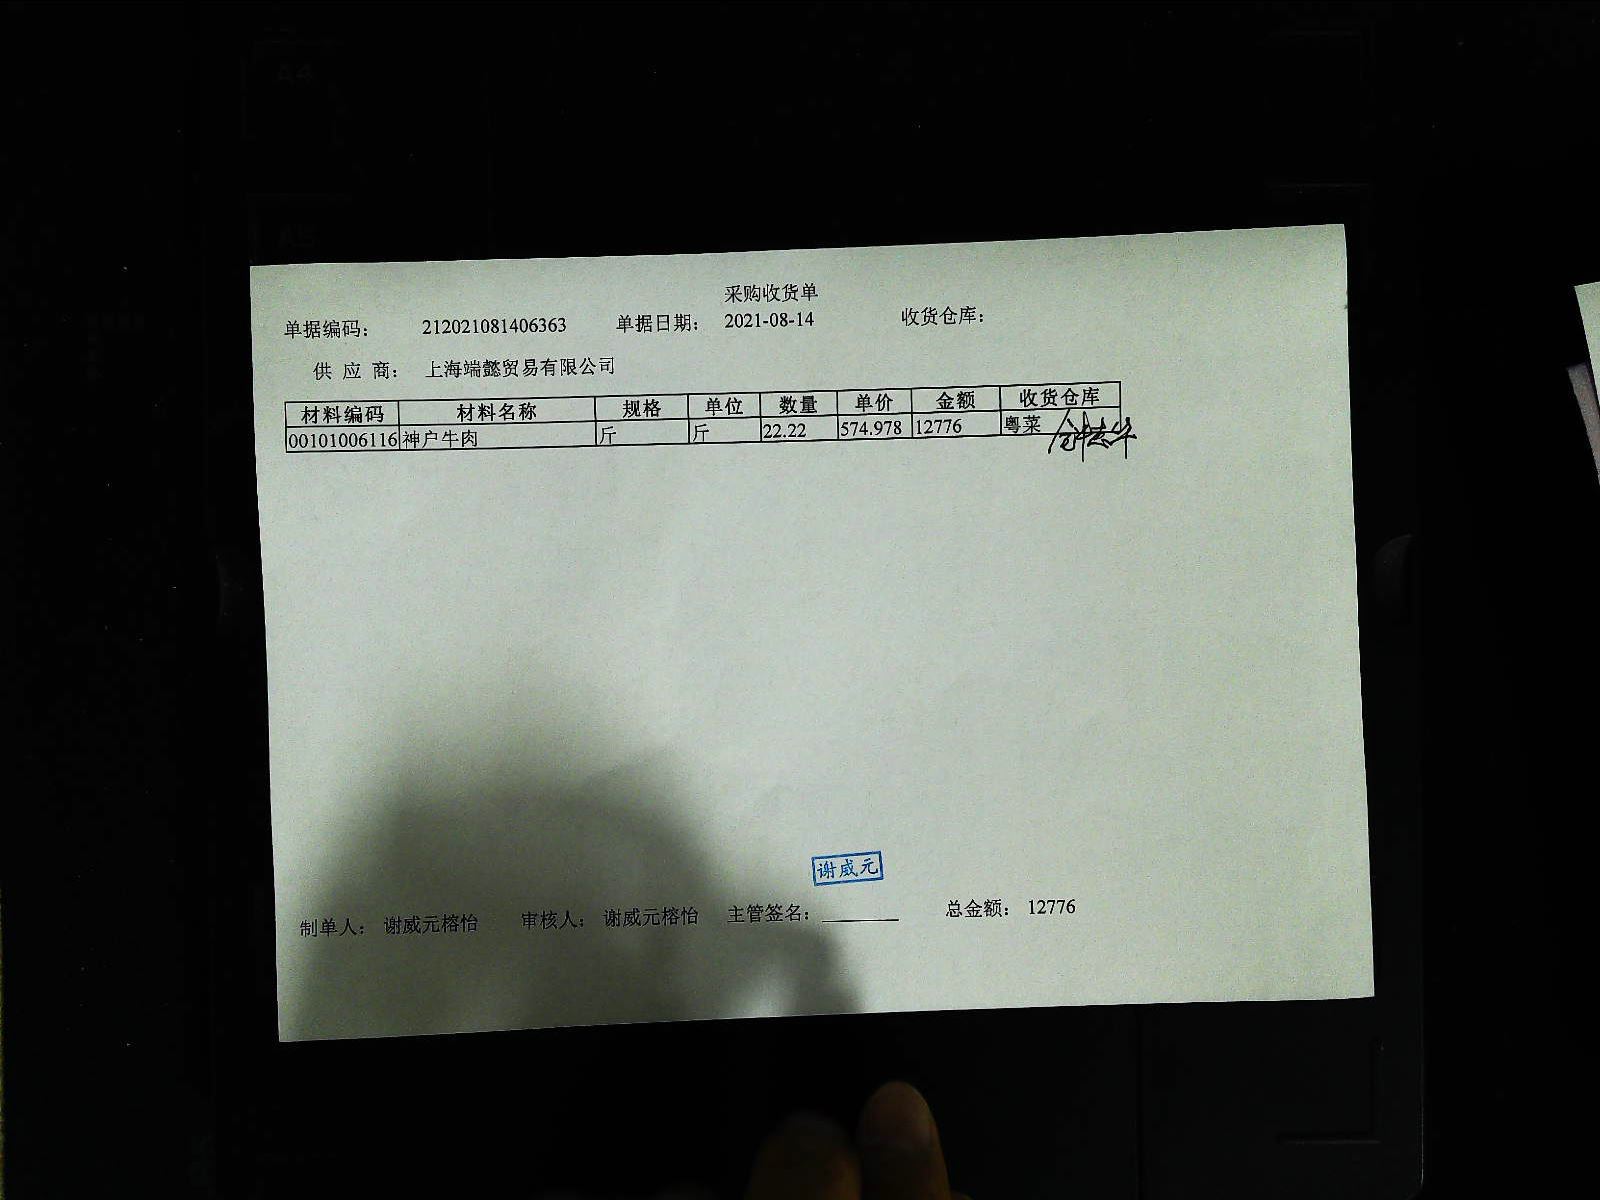 A4
A5
采购收货单
单据编码： 212021081406363 单据日期： 2021-08-14 收货仓库：
供 应 商： 上海端懿贸易有限公司
材料编码 材料名称 规格 单位 数量 单价 金额 收货仓库
00101006116 神户牛肉 斤 斤 22.22 574.978 12776 粤菜
谢威元
制单人： 谢威元榕怡 审核人： 谢威元榕怡 主管签名： 总金额： 12776